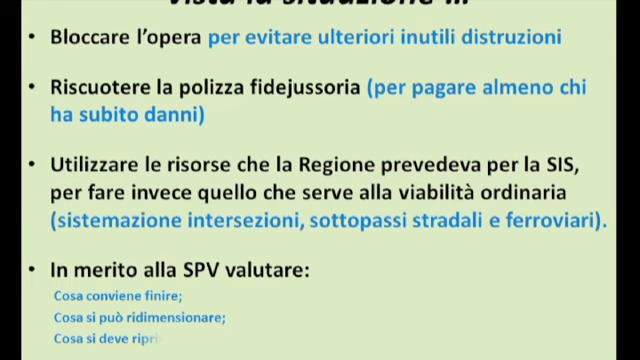 vista la situazione ...
• Bloccare l'opera per evitare ulteriori inutili distruzioni
• Riscuotere la polizza fidejussoria (per pagare almeno chi
ha subito danni)
• Utilizzare le risorse che la Regione prevedeva per la SIS,
per fare invece quello che serve alla viabilità ordinaria
(sistemazione intersezioni, sottopassi stradali e ferroviari).
• In merito alla SPV valutare:
Cosa conviene finire;
Cosa si può ridimensionare;
Cosa si deve